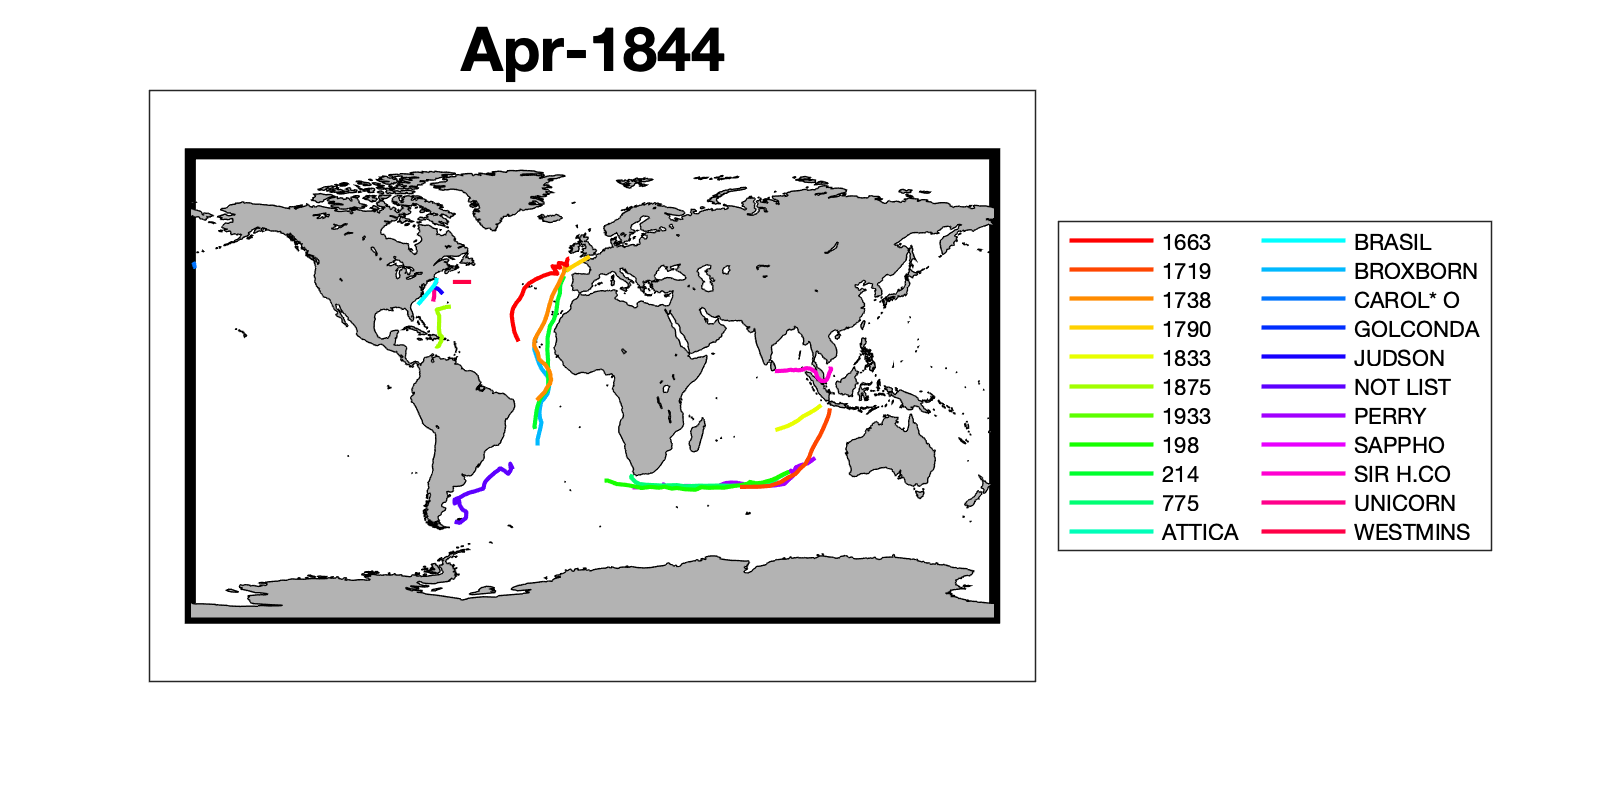 Apr-1844
1663
1719
1738
1790
1833
1875
1933
198
214
775
ATTICA
BRASIL
BROXBORN
CAROL* O
GOLCONDA
JUDSON
NOT LIST
PERRY
SAPPHO
SIR H.CO
UNICORN
WESTMINS